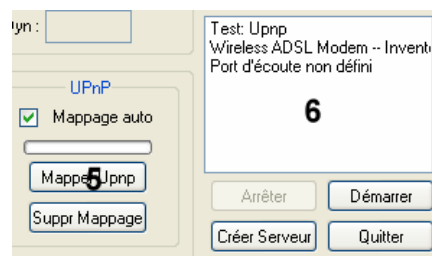 yn :
Test: Upnp
Wireless ADSL Modem -- Invent
Port d'écoute non défini
UPnP
Mappage auto
6
Mapper Upnp
5
Suppr Mappage
Arrêter
Démarrer
Créer Serveur
Quitter